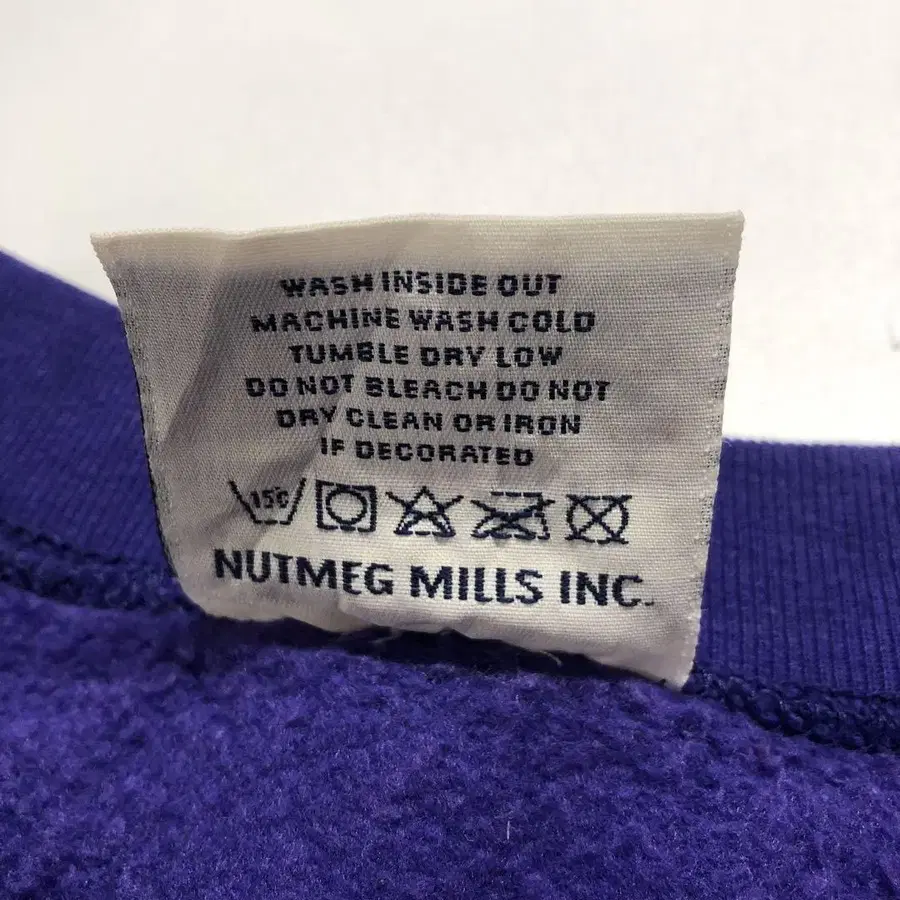 WASH INSIDE OUT
MACHINE WASH COLD
TUMBLE DRY LOW
DO NOT BLEACH DO NOT
DRY CLEAN OR IRON
IF DECORATED
15°C
NUTMEG MILLS INC.